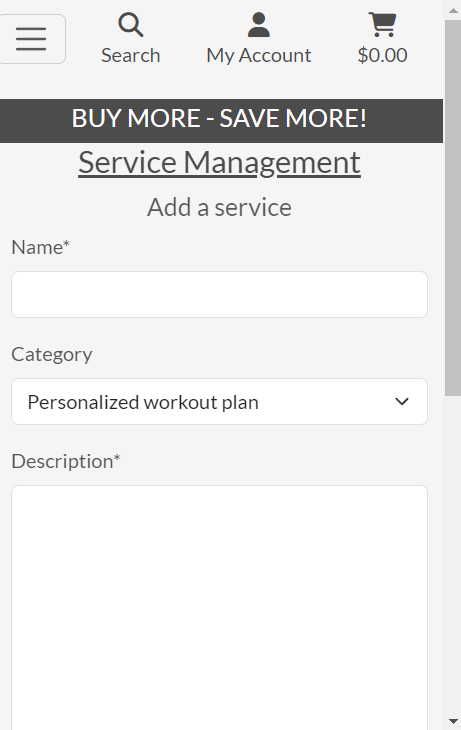 Search My Account $0.00
BUY MORE - SAVE MORE!
Service Management
Add a service
Name*
Category
Personalized workout plan
Description*